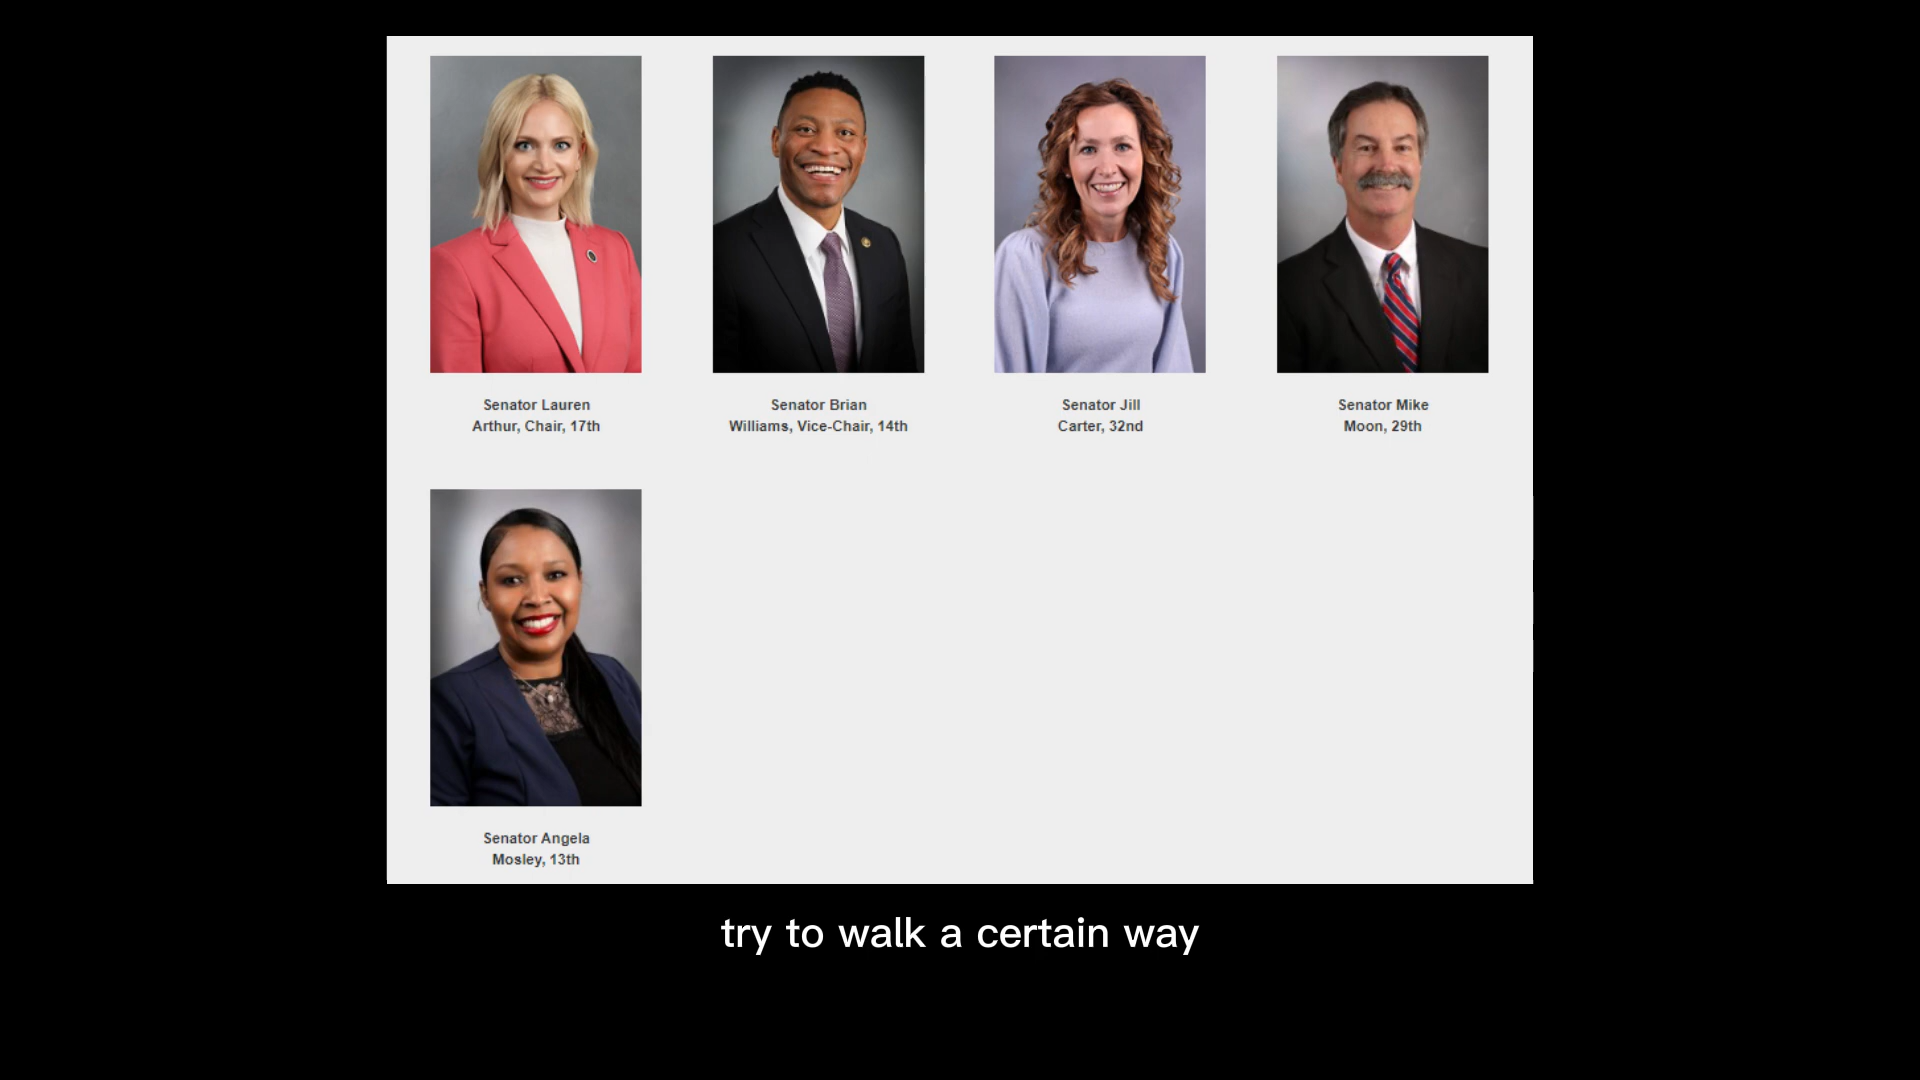 Senator Lauren
Arthur, Chair, 17th
Senator Brian
Williams, Vice-Chair, 14th
Senator Jill
Carter, 32nd
Senator Mike
Moon, 29th
Senator Angela
Mosley, 13th
try to walk a certain way